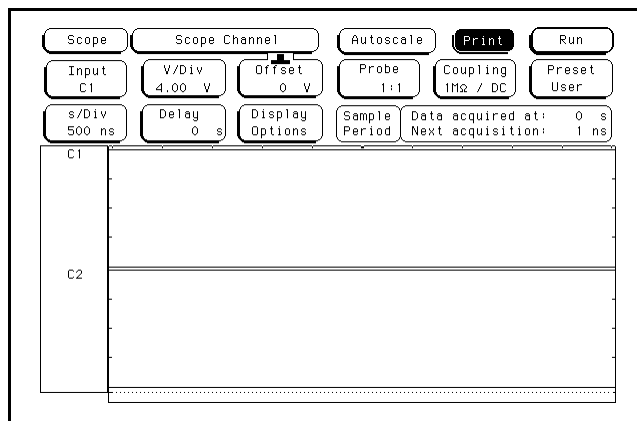 Scope Scope Channel Autoscale Print Run
Input V/Div Offset Probe Coupling Preset
C1 4.00 V 0 V 1:1 1MΩ / DC User
s/Div Delay Display Sample Data acquired at: 0 s
500 ns 0 s Options Period Next acquisition: 1 ns
C1
C2